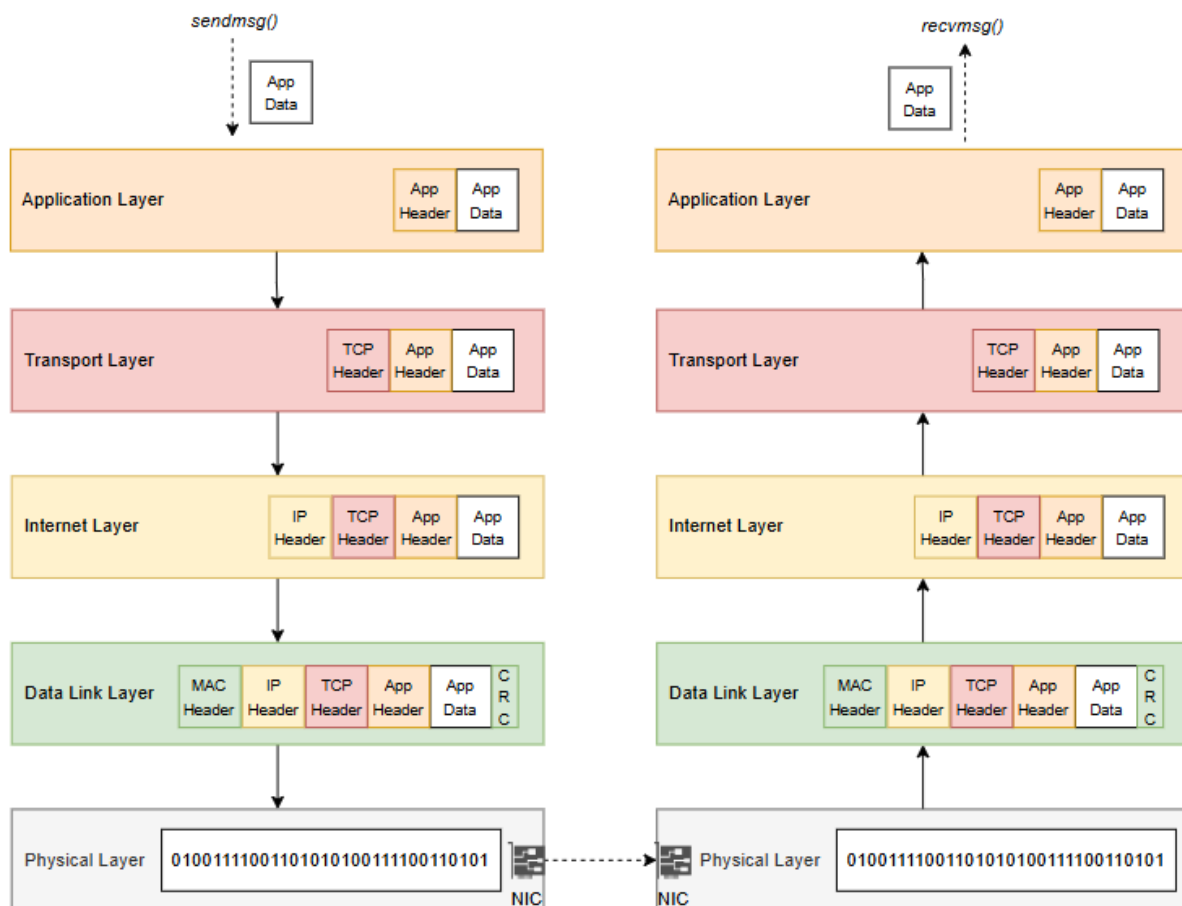 sendmsg()
App
Data
Application Layer
App
Header
App
Data
Transport Layer
TCP
Header
App
Header
App
Data
Internet Layer
IP
Header
TCP
Header
App
Header
App
Data
Data Link Layer
MAC
Header
IP
Header
TCP
Header
App
Header
App
Data
C
R
C
Physical Layer
01001111001101010100111100110101
NIC
recvmsg()
App
Data
Application Layer
App
Header
App
Data
Transport Layer
TCP
Header
App
Header
App
Data
Internet Layer
IP
Header
TCP
Header
App
Header
App
Data
Data Link Layer
MAC
Header
IP
Header
TCP
Header
App
Header
App
Data
C
R
C
NIC
Physical Layer
01001111001101010100111100110101